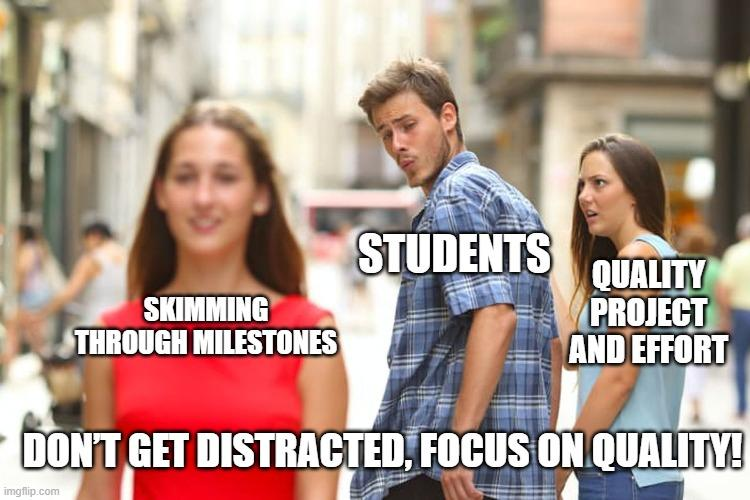 STUDENTS
SKIMMING
THROUGH MILESTONES
QUALITY
PROJECT
AND EFFORT
DON'T GET DISTRACTED, FOCUS ON QUALITY!
imgflip.com